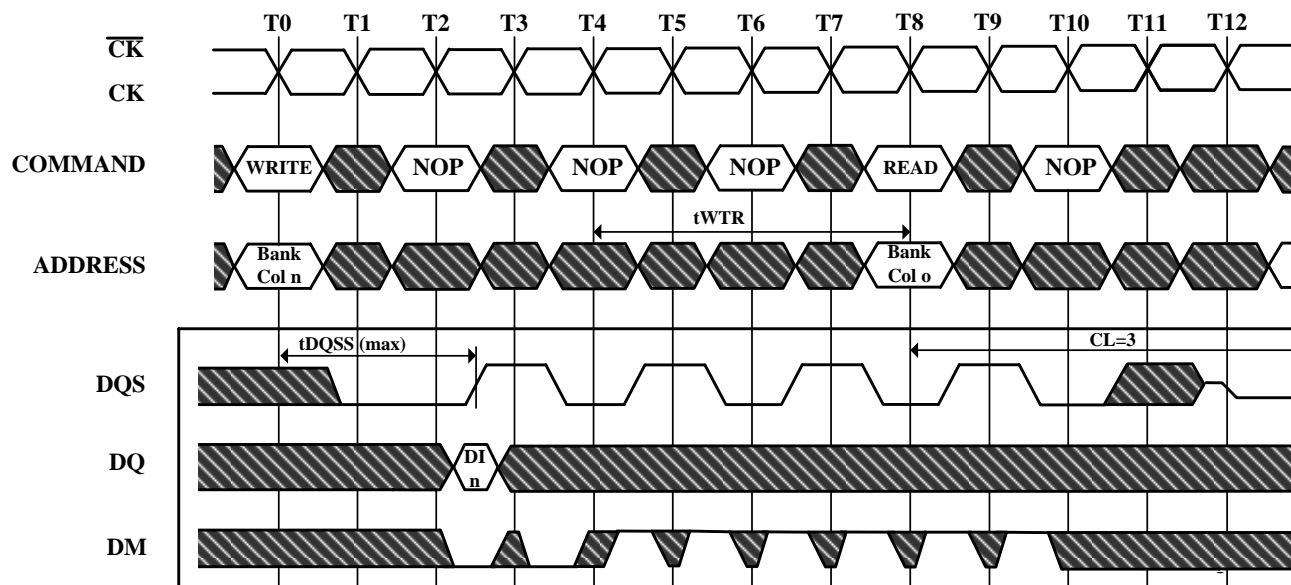 T0 T1 T2 T3 T4 T5 T6 T7 T8 T9 T10 T11 T12
CK
CK
COMMAND WRITE NOP NOP NOP READ NOP
tWTR
ADDRESS Bank Col n Bank Col o
tDQSS (max) CL=3
DQS
DQ DI n
DM